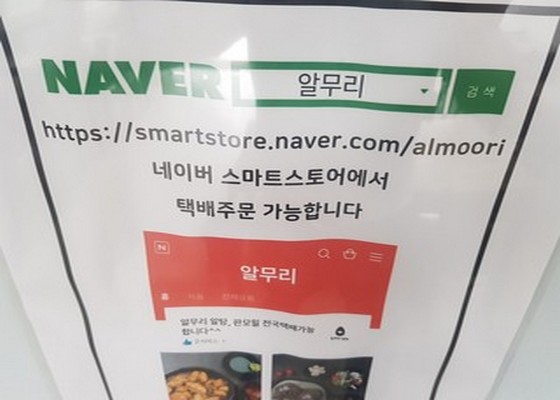 NAVER 알무리 검색
https://smartstore.naver.com/almoori
네이버 스마트스토어에서
택배주문 가능합니다
N
알무리
홈
알무리 알탕, 왼모밀 전국택배가능
합니다^^